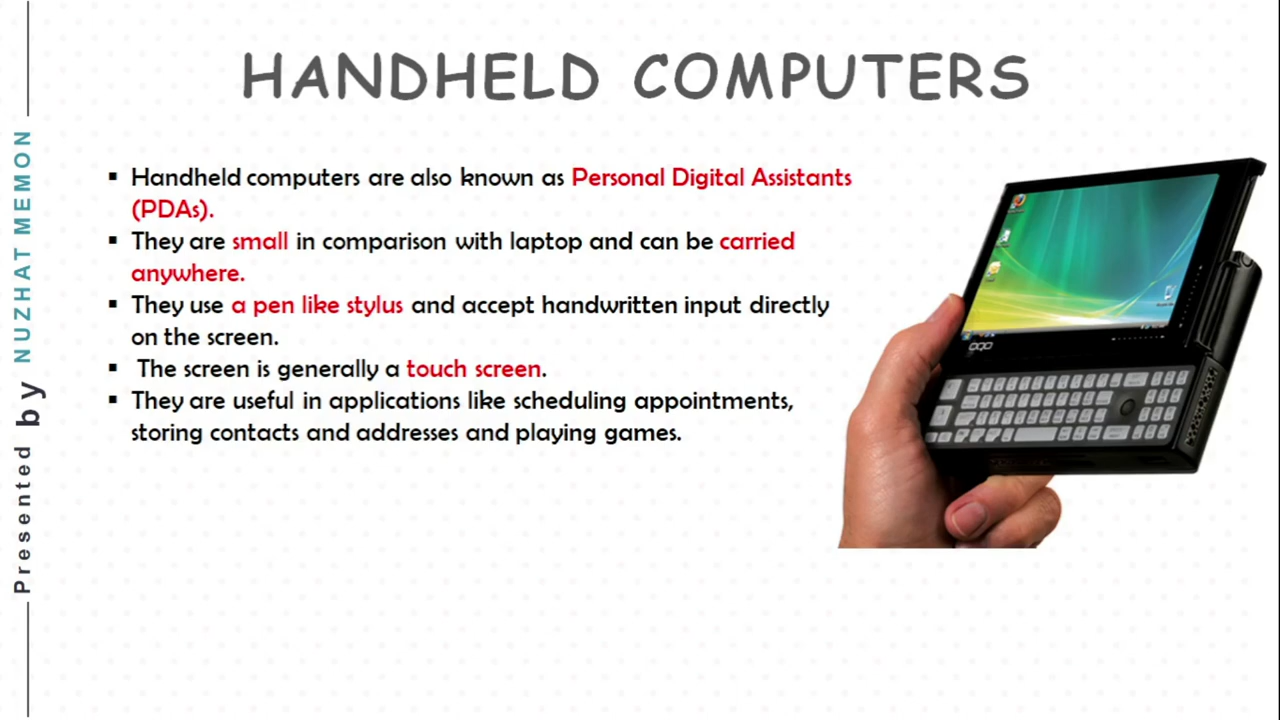 HANDHELD COMPUTERS
▪ Handheld computers are also known as Personal Digital Assistants
(PDAs).
▪ They are small in comparison with laptop and can be carried
anywhere.
▪ They use a pen like stylus and accept handwritten input directly
on the screen.
▪ The screen is generally a touch screen.
▪ They are useful in applications like scheduling appointments,
storing contacts and addresses and playing games.
Presented by NUZHAT MEMON
oqo